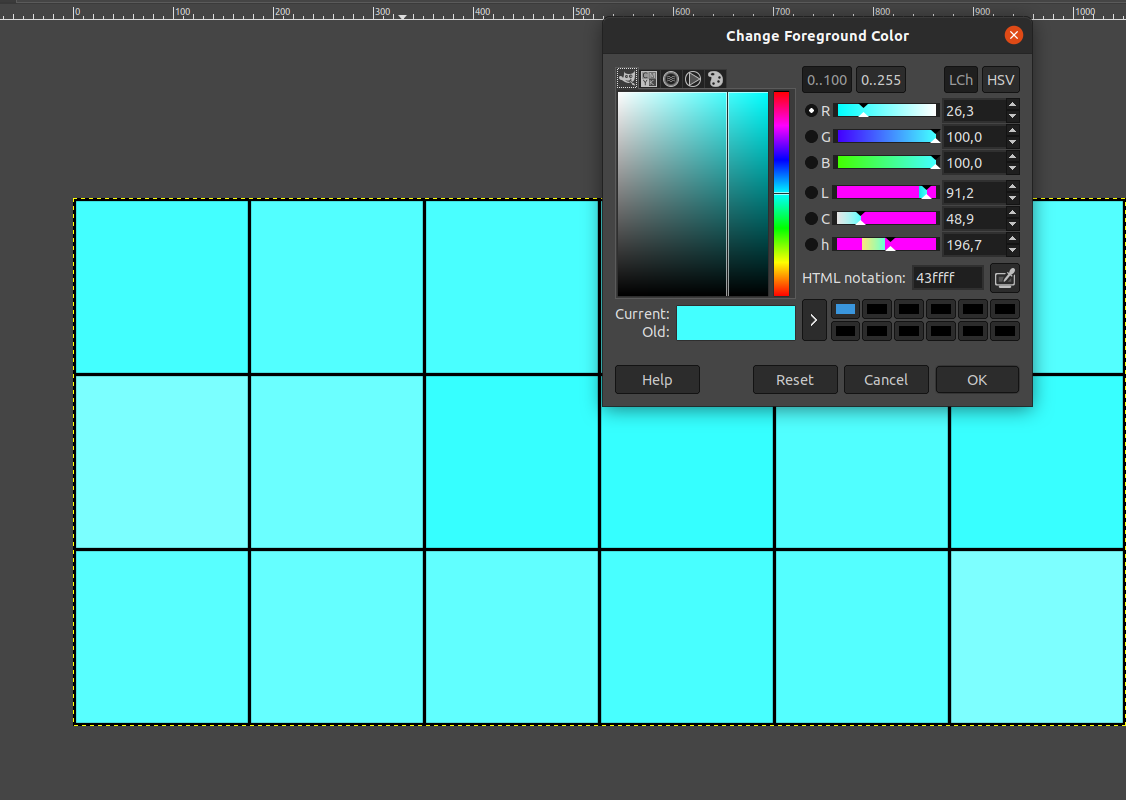 0 100 200 300 400 500 600 700 800 900 1000
Change Foreground Color
0..100 0..255 LCh HSV
R 26,3
G 100,0
B 100,0
L 91,2
C 48,9
h 196,7
HTML notation: 43ffff
Current:
Old:
Help Reset Cancel OK